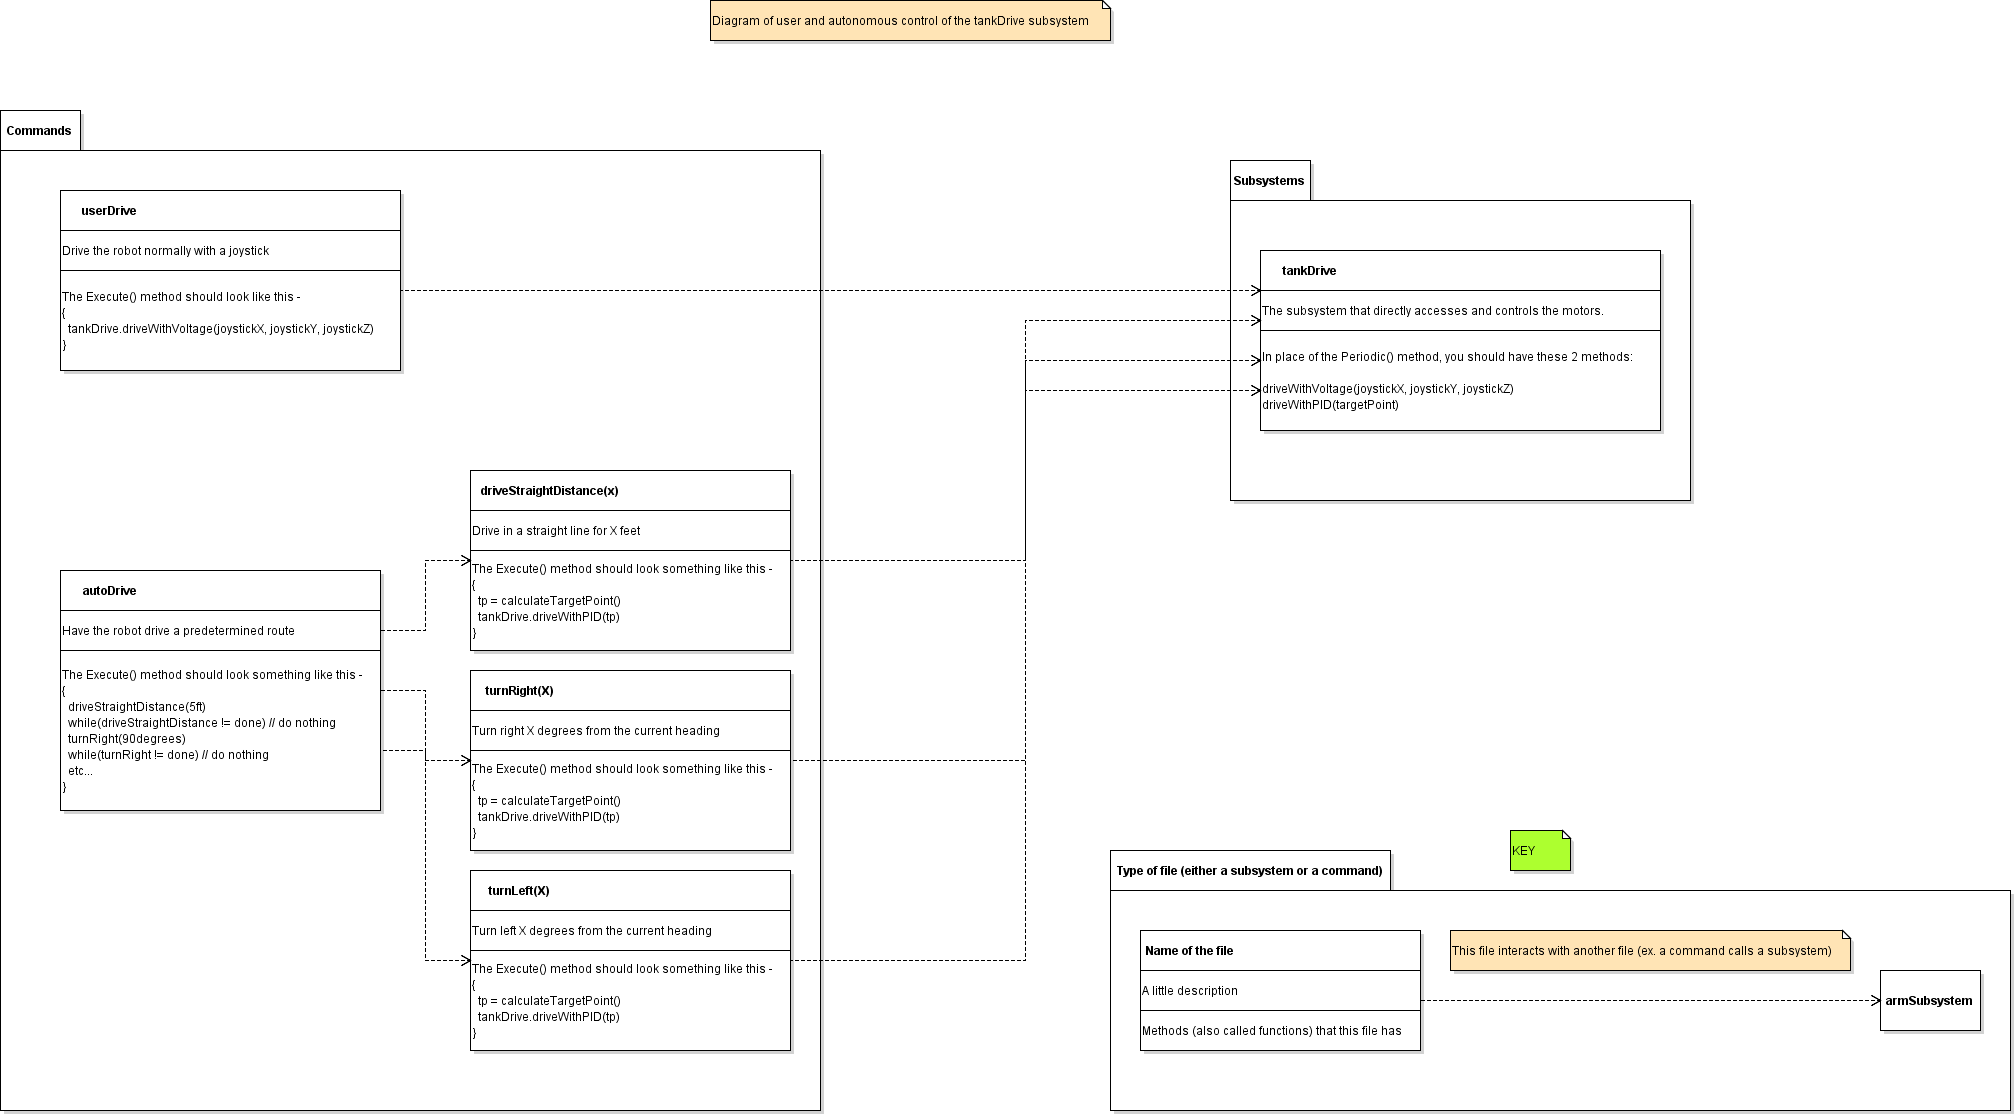 Diagram of user and autonomous control of the tankDrive subsystem
Commands
userDrive
Drive the robot normally with a joystick
The Execute() method should look like this -
{
tankDrive.driveWithVoltage(joystickX, joystickY, joystickZ)
}
autoDrive
Have the robot drive a predetermined route
The Execute() method should look something like this -
{
driveStraightDistance(5ft)
while(driveStraightDistance != done) // do nothing
turnRight(90degrees)
while(turnRight != done) // do nothing
etc...
}
driveStraightDistance(x)
Drive in a straight line for X feet
The Execute() method should look something like this -
{
tp = calculateTargetPoint()
tankDrive.driveWithPID(tp)
}
turnRight(X)
Turn right X degrees from the current heading
The Execute() method should look something like this -
{
tp = calculateTargetPoint()
tankDrive.driveWithPID(tp)
}
turnLeft(X)
Turn left X degrees from the current heading
The Execute() method should look something like this -
{
tp = calculateTargetPoint()
tankDrive.driveWithPID(tp)
}
Subsystems
tankDrive
The subsystem that directly accesses and controls the motors.
In place of the Periodic() method, you should have these 2 methods:
driveWithVoltage(joystickX, joystickY, joystickZ)
driveWithPID(targetPoint)
KEY
Type of file (either a subsystem or a command)
Name of the file
A little description
Methods (also called functions) that this file has
This file interacts with another file (ex. a command calls a subsystem)
armSubsystem